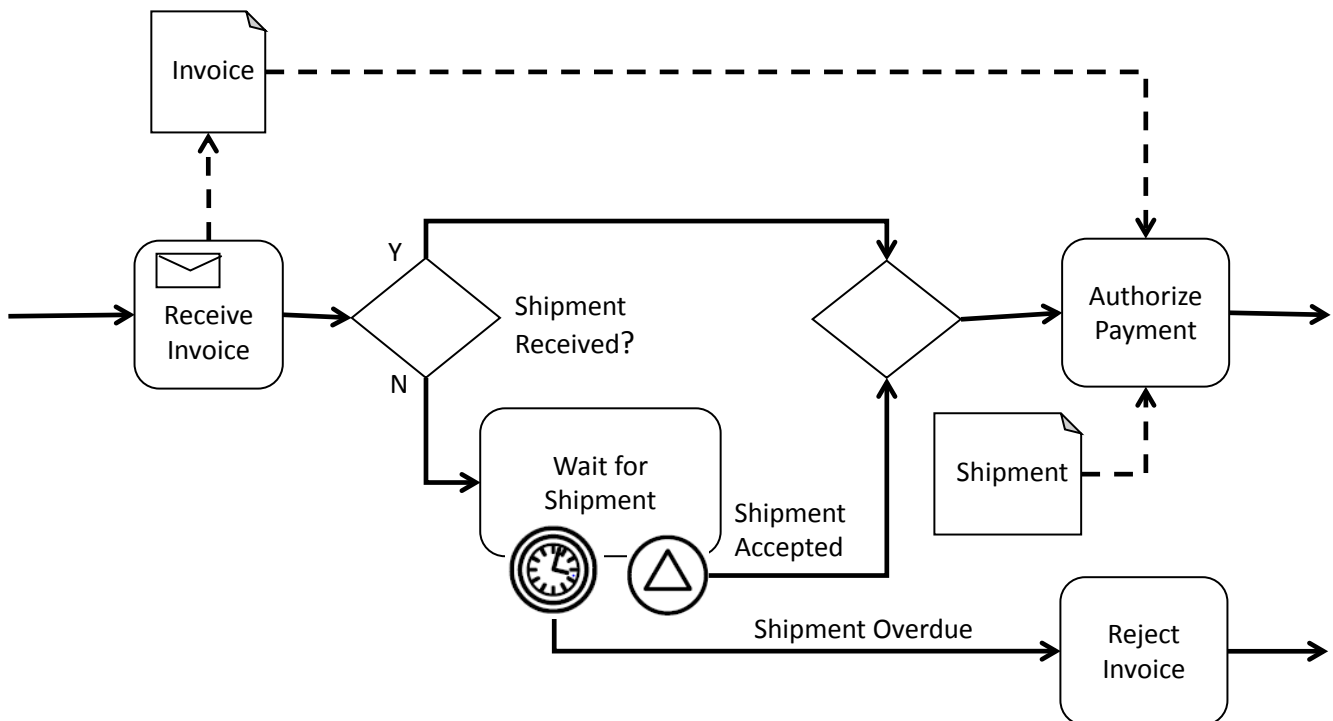 Invoice
Receive
Invoice
Y
N
Shipment
Received?
Wait for
Shipment
Shipment
Accepted
Shipment Overdue
Authorize
Payment
Shipment
Reject
Invoice